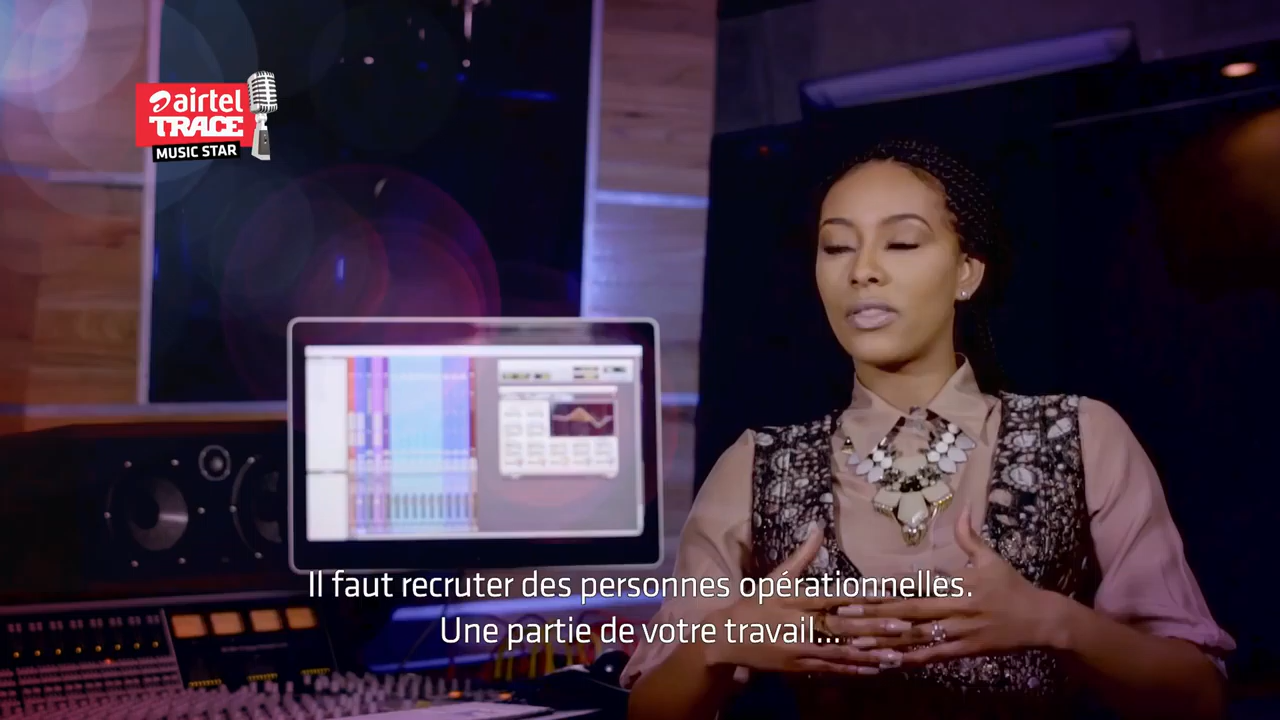 airtel
TRACE
MUSIC STAR
Il faut recruter des personnes opérationnelles.
Une partie de votre travail...